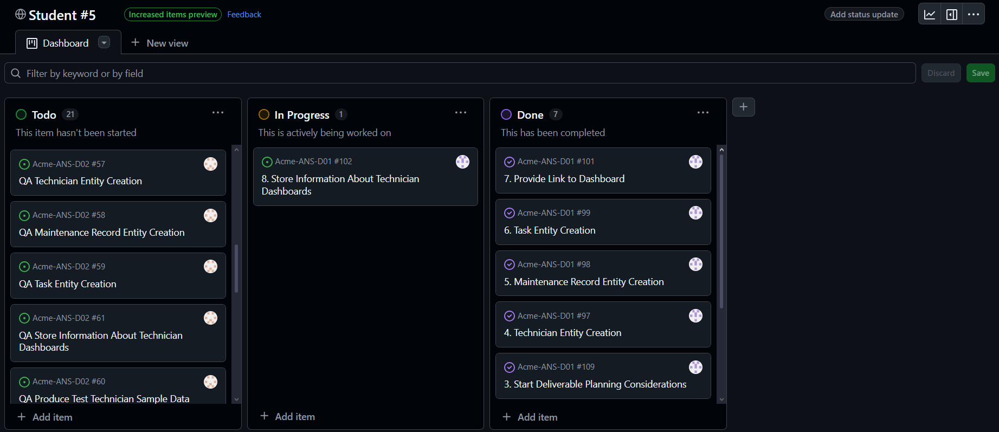 Student #5
Increased items preview
Feedback
Add status update
Dashboard
New view
Filter by keyword or by field
Discard
Save
Todo 21
This item hasn't been started
Acme-ANS-D02 #57
QA Technician Entity Creation
Acme-ANS-D02 #58
QA Maintenance Record Entity Creation
Acme-ANS-D02 #59
QA Task Entity Creation
Acme-ANS-D02 #61
QA Store Information About Technician
Dashboards
Acme-ANS-D02 #60
QA Produce Test Technician Sample Data
Add item
In Progress 1
This is actively being worked on
Acme-ANS-D01 #102
8. Store Information About Technician
Dashboards
Add item
Done 7
This has been completed
Acme-ANS-D01 #101
7. Provide Link to Dashboard
Acme-ANS-D01 #99
6. Task Entity Creation
Acme-ANS-D01 #98
5. Maintenance Record Entity Creation
Acme-ANS-D01 #97
4. Technician Entity Creation
Acme-ANS-D01 #109
3. Start Deliverable Planning Considerations
Add item